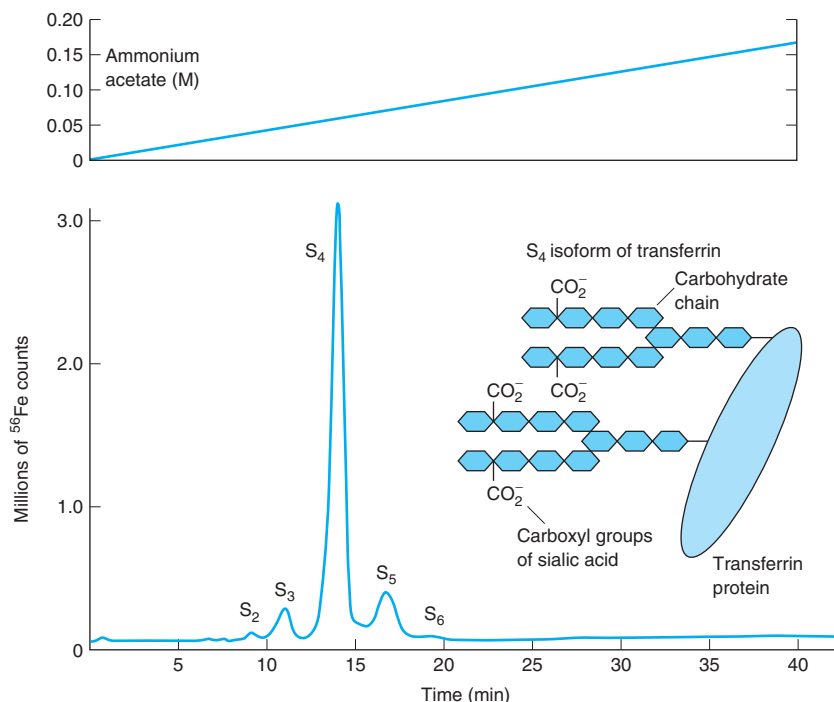 0.20
0.15
0.10
0.05
0
Ammonium
acetate (M)
3.0
2.0
1.0
0
Millions of ⁵⁶Fe counts
S₂
S₃
S₄
S₅
S₆
S₄ isoform of transferrin
CO₂⁻
Carbohydrate
chain
CO₂⁻
CO₂⁻
CO₂⁻
Carboxyl groups
of sialic acid
Transferrin
protein
5 10 15 20 25 30 35 40
Time (min)